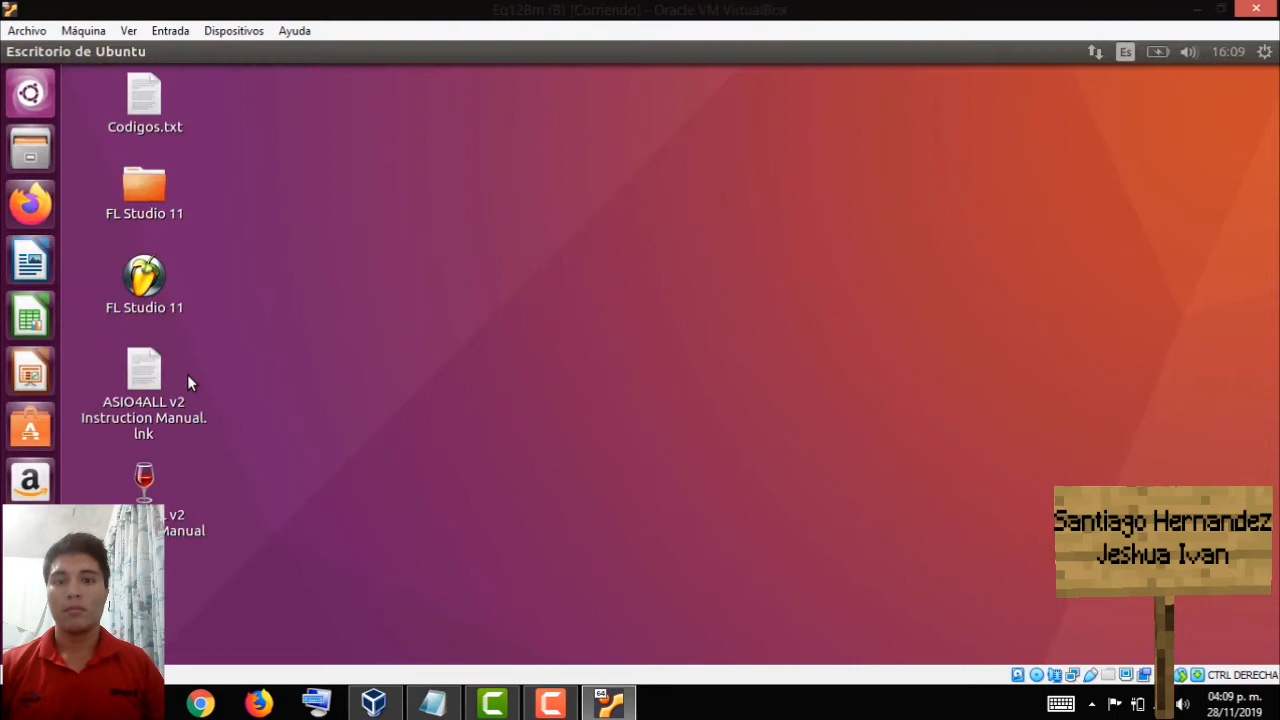 Eq12Bm (B) [Corriendo] - Oracle VM VirtualBox
Archivo Máquina Ver Entrada Dispositivos Ayuda
Escritorio de Ubuntu
Es
16:09
Codigos.txt
FL Studio 11
FL Studio 11
ASIO4ALL v2
Instruction Manual.
lnk
v2
Manual
Santiago Hernandez
Jeshua Ivan
CTRL DERECHA
64
04:09 p. m.
28/11/2019